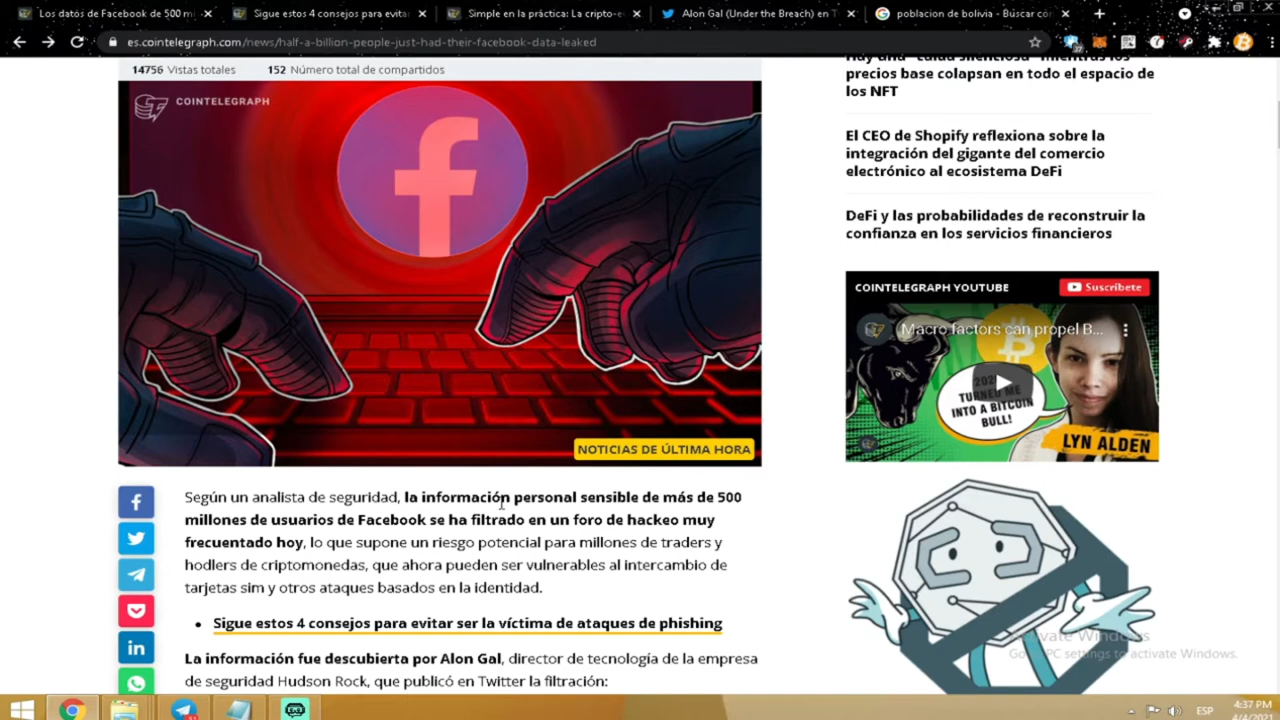 Los datos de Facebook de 500 m
Sigue estos 4 consejos para evita
Simple en la práctica: La cripto-e
Alon Gal (Under the Breach) en T
poblacion de bolivia - Buscar co
es.cointelegraph.com/news/half-a-billion-people-just-had-their-facebook-data-leaked
14756 Vistas totales
152 Número total de compartidos
COINTELEGRAPH
NOTICIAS DE ÚLTIMA HORA
Según un analista de seguridad, la información personal sensible de más de 500
millones de usuarios de Facebook se ha filtrado en un foro de hackeo muy
frecuentado hoy, lo que supone un riesgo potencial para millones de traders y
hodlers de criptomonedas, que ahora pueden ser vulnerables al intercambio de
tarjetas sim y otros ataques basados en la identidad.
• Sigue estos 4 consejos para evitar ser la víctima de ataques de phishing
La información fue descubierta por Alon Gal, director de tecnología de la empresa
de seguridad Hudson Rock, que publicó en Twitter la filtración:
precios base colapsan en todo el espacio de
los NFT
El CEO de Shopify reflexiona sobre la
integración del gigante del comercio
electrónico al ecosistema DeFi
DeFi y las probabilidades de reconstruir la
confianza en los servicios financieros
COINTELEGRAPH YOUTUBE
Suscríbete
Macro factors can propel B...
TURNED ME
INTO A BITCOIN
BULL!
LYN ALDEN
Activate Windows
Go to PC settings to activate Windows.
ESP
4:37 PM
4/4/2021